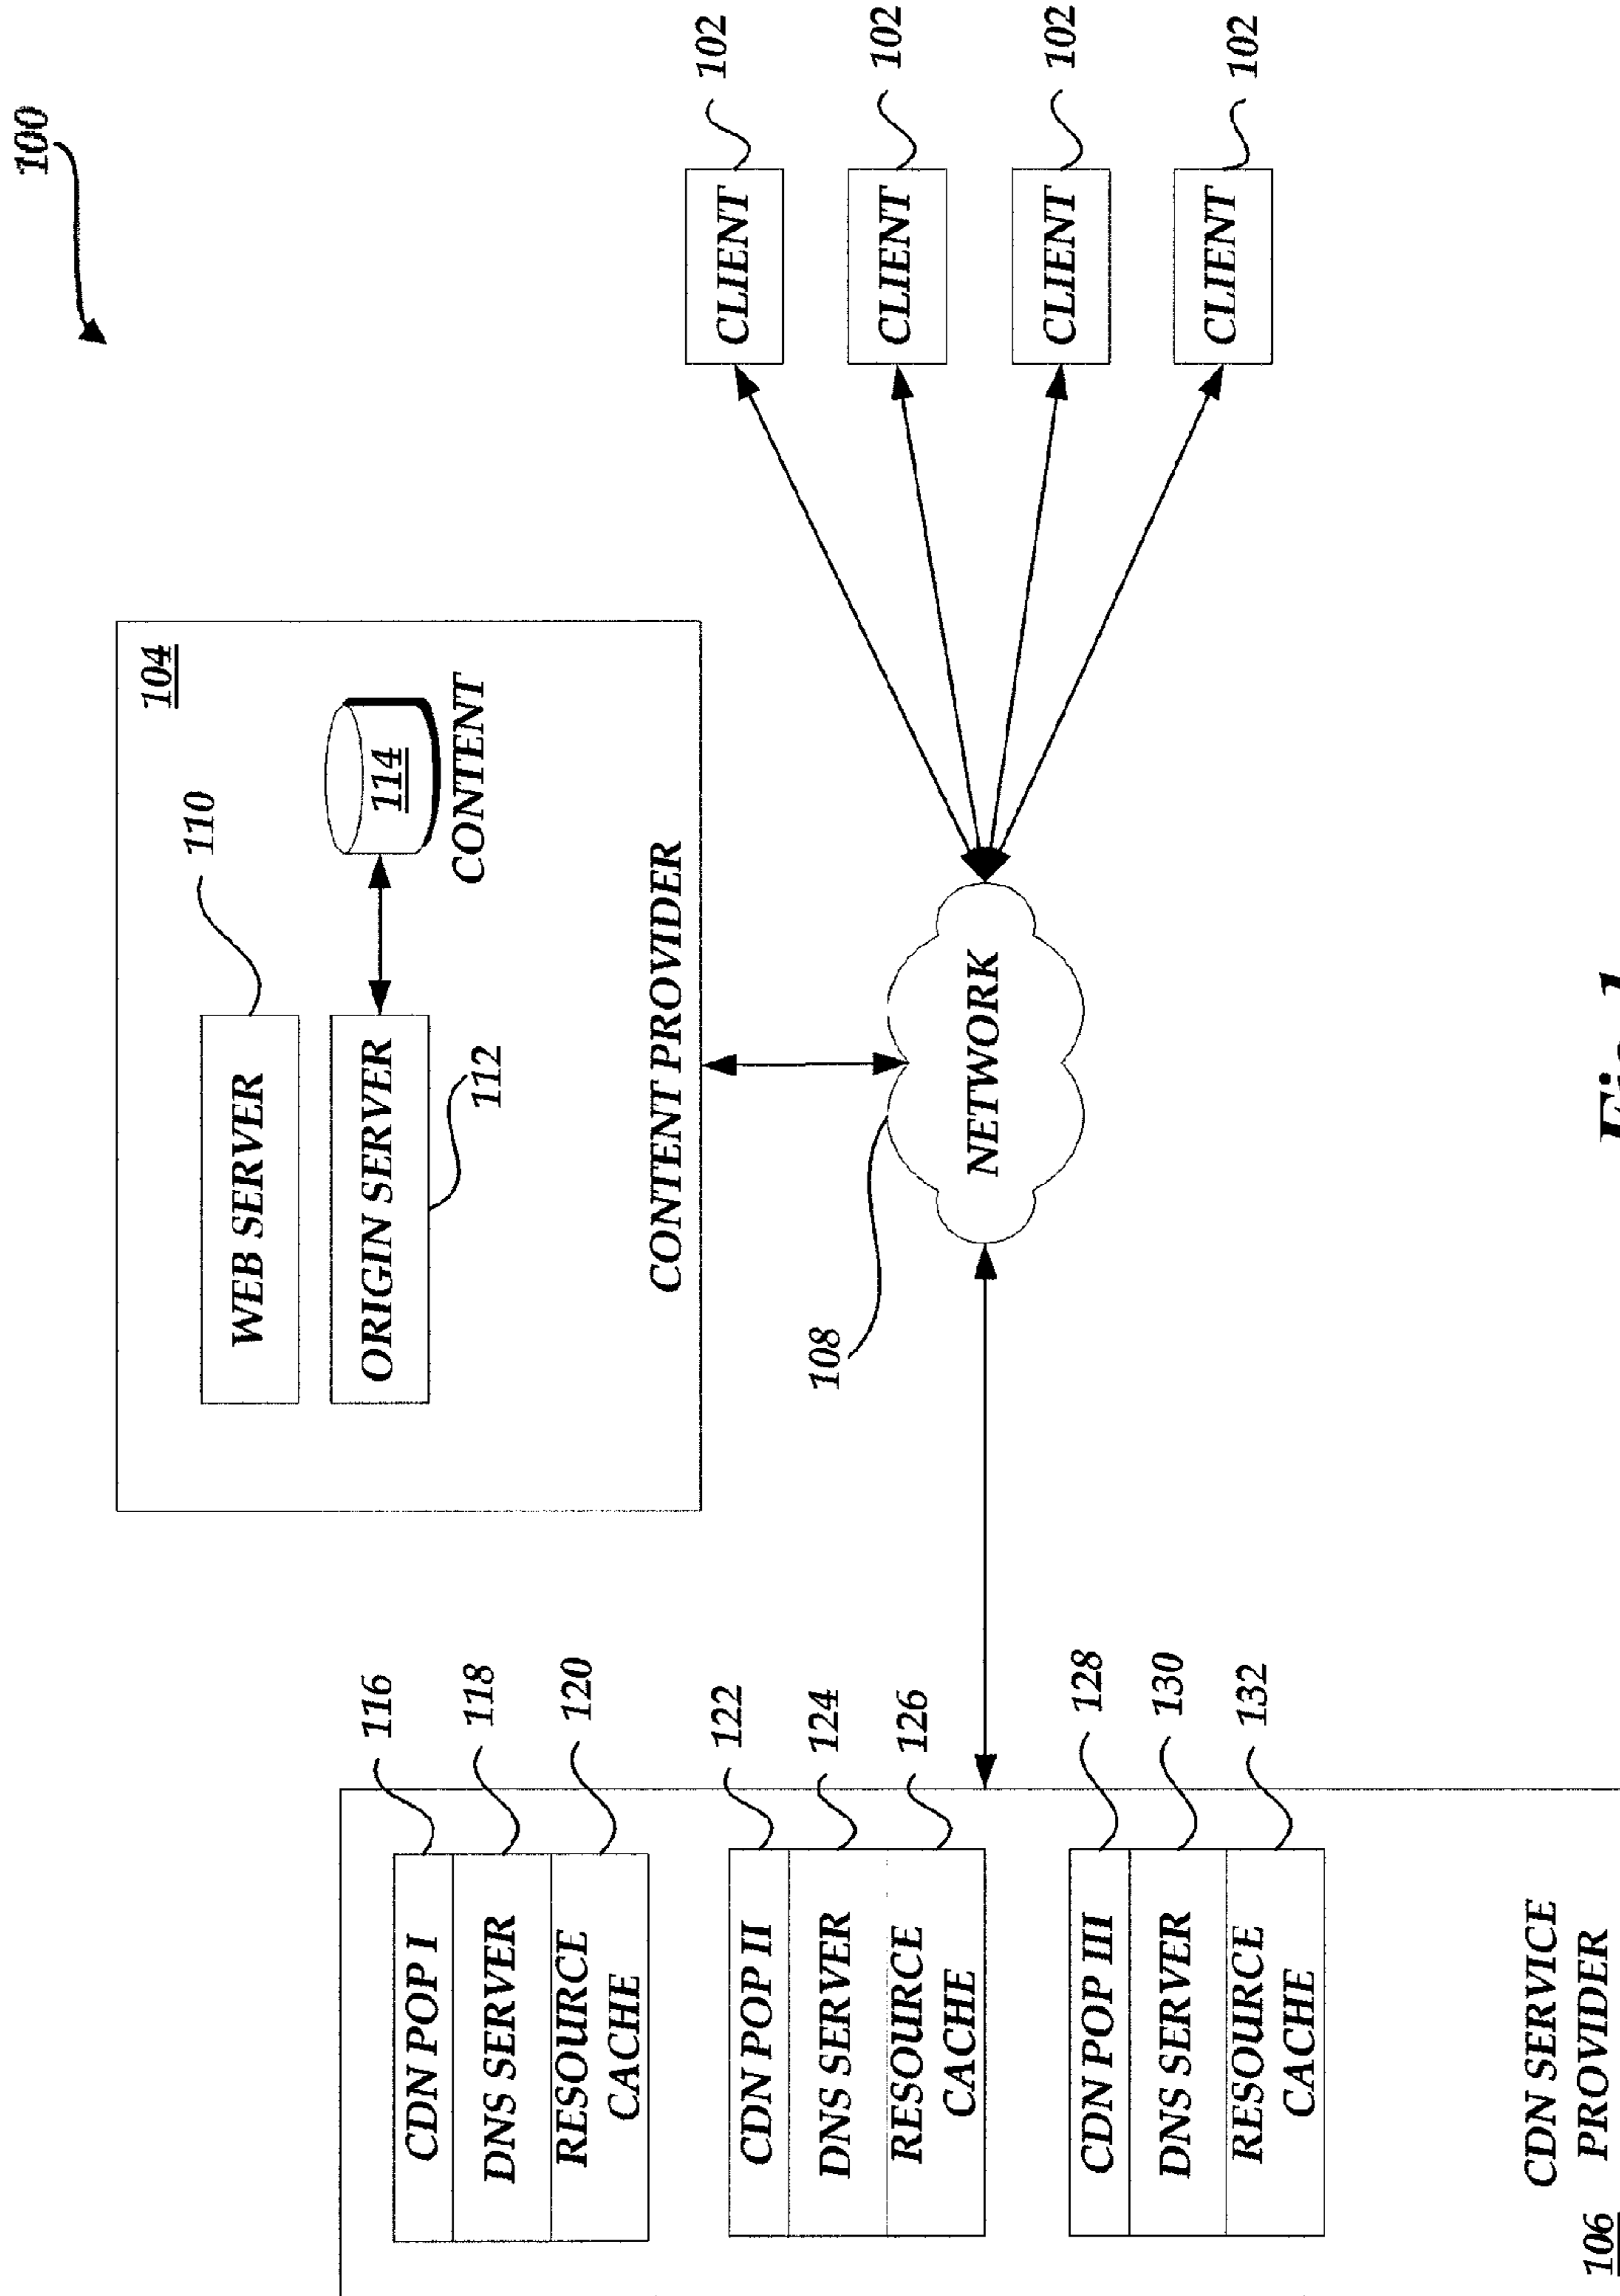 100
104
WEB SERVER
110
ORIGIN SERVER
112
114
CONTENT
CONTENT PROVIDER
116
CDN POP I
118
DNS SERVER
120
RESOURCE
CACHE
122
CDN POP II
124
DNS SERVER
126
RESOURCE
CACHE
128
CDN POP III
130
DNS SERVER
132
RESOURCE
CACHE
CDN SERVICE
PROVIDER
106
108
NETWORK
CLIENT
102
CLIENT
102
CLIENT
102
CLIENT
102